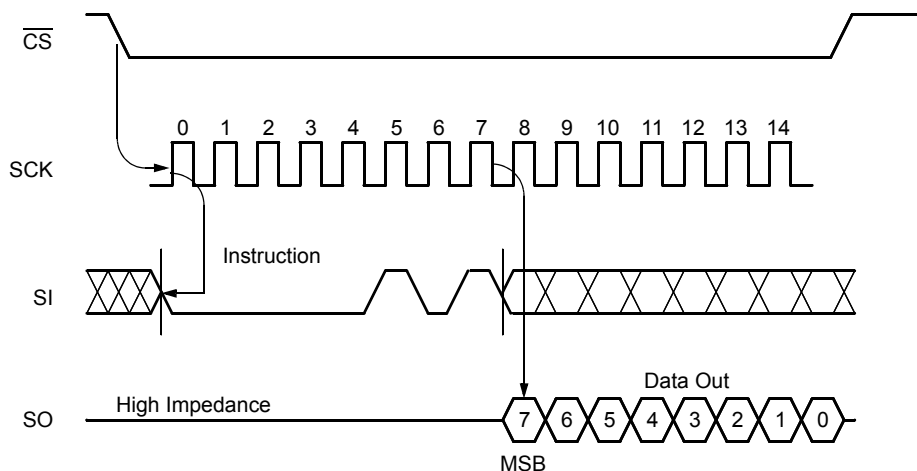 CS
0 1 2 3 4 5 6 7 8 9 10 11 12 13 14
SCK
Instruction
SI
Data Out
High Impedance
SO
7 6 5 4 3 2 1 0
MSB